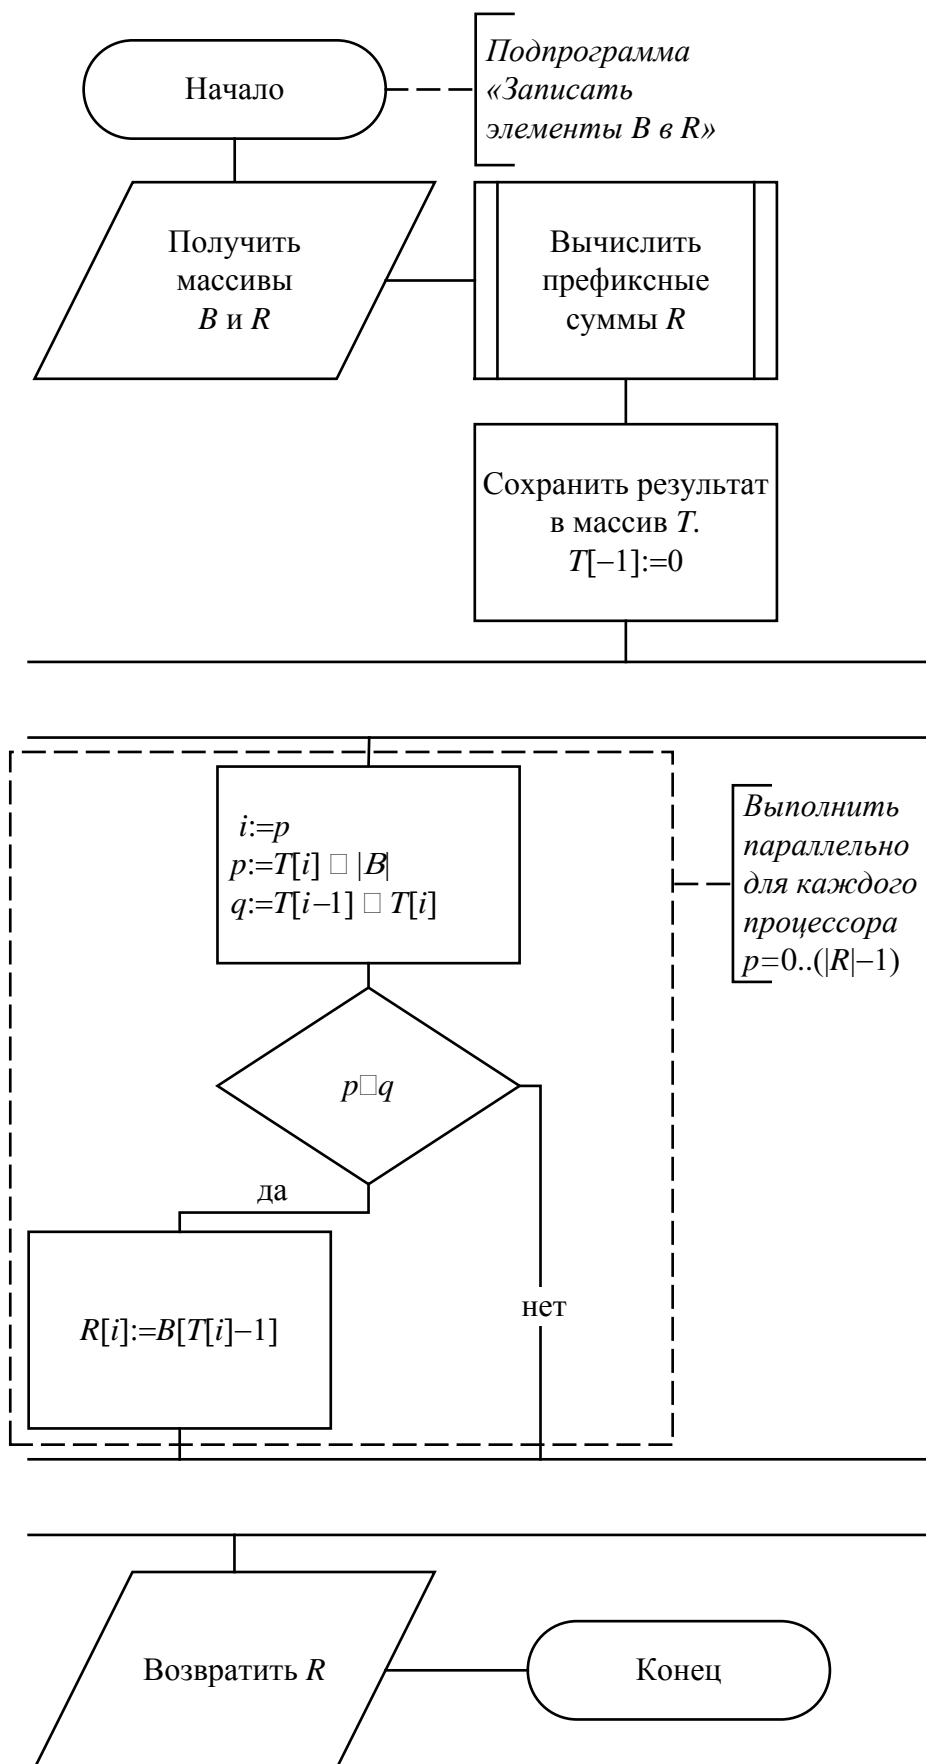 Начало
Подпрограмма
«Записать
элементы B в R»
Получить
массивы
B и R
Вычислить
префиксные
суммы R
Сохранить результат
в массив T.
T[−1]:=0
i:=p
p:=T[i] □ |B|
q:=T[i−1] □ T[i]
Выполнить
параллельно
для каждого
процессора
p=0..(|R|−1)
p□q
да
нет
R[i]:=B[T[i]−1]
Возвратить R
Конец